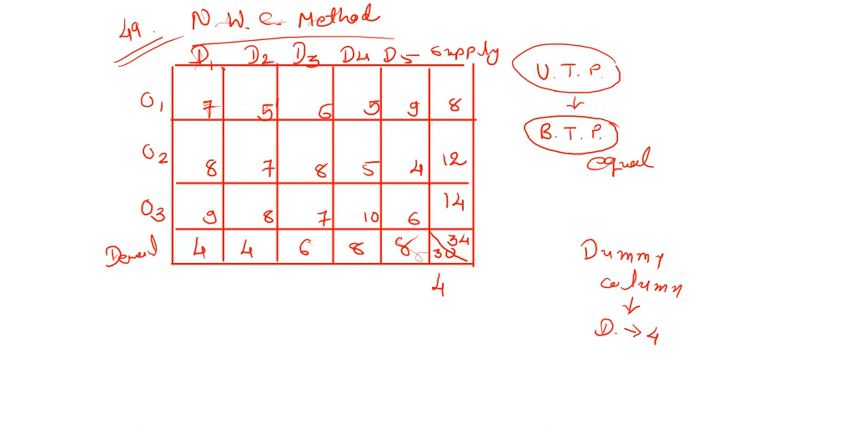 49. N.W.C. Method
D1 D2 D3 D4 D5 Supply
O1 7 5 6 5 9 8
O2 8 7 8 5 4 12
O3 9 8 7 10 6 14
Demand 4 4 6 8 8 34
30
4
U.T.P.
↓
B.T.P.
equal
Dummy
column
↓
D. → 4